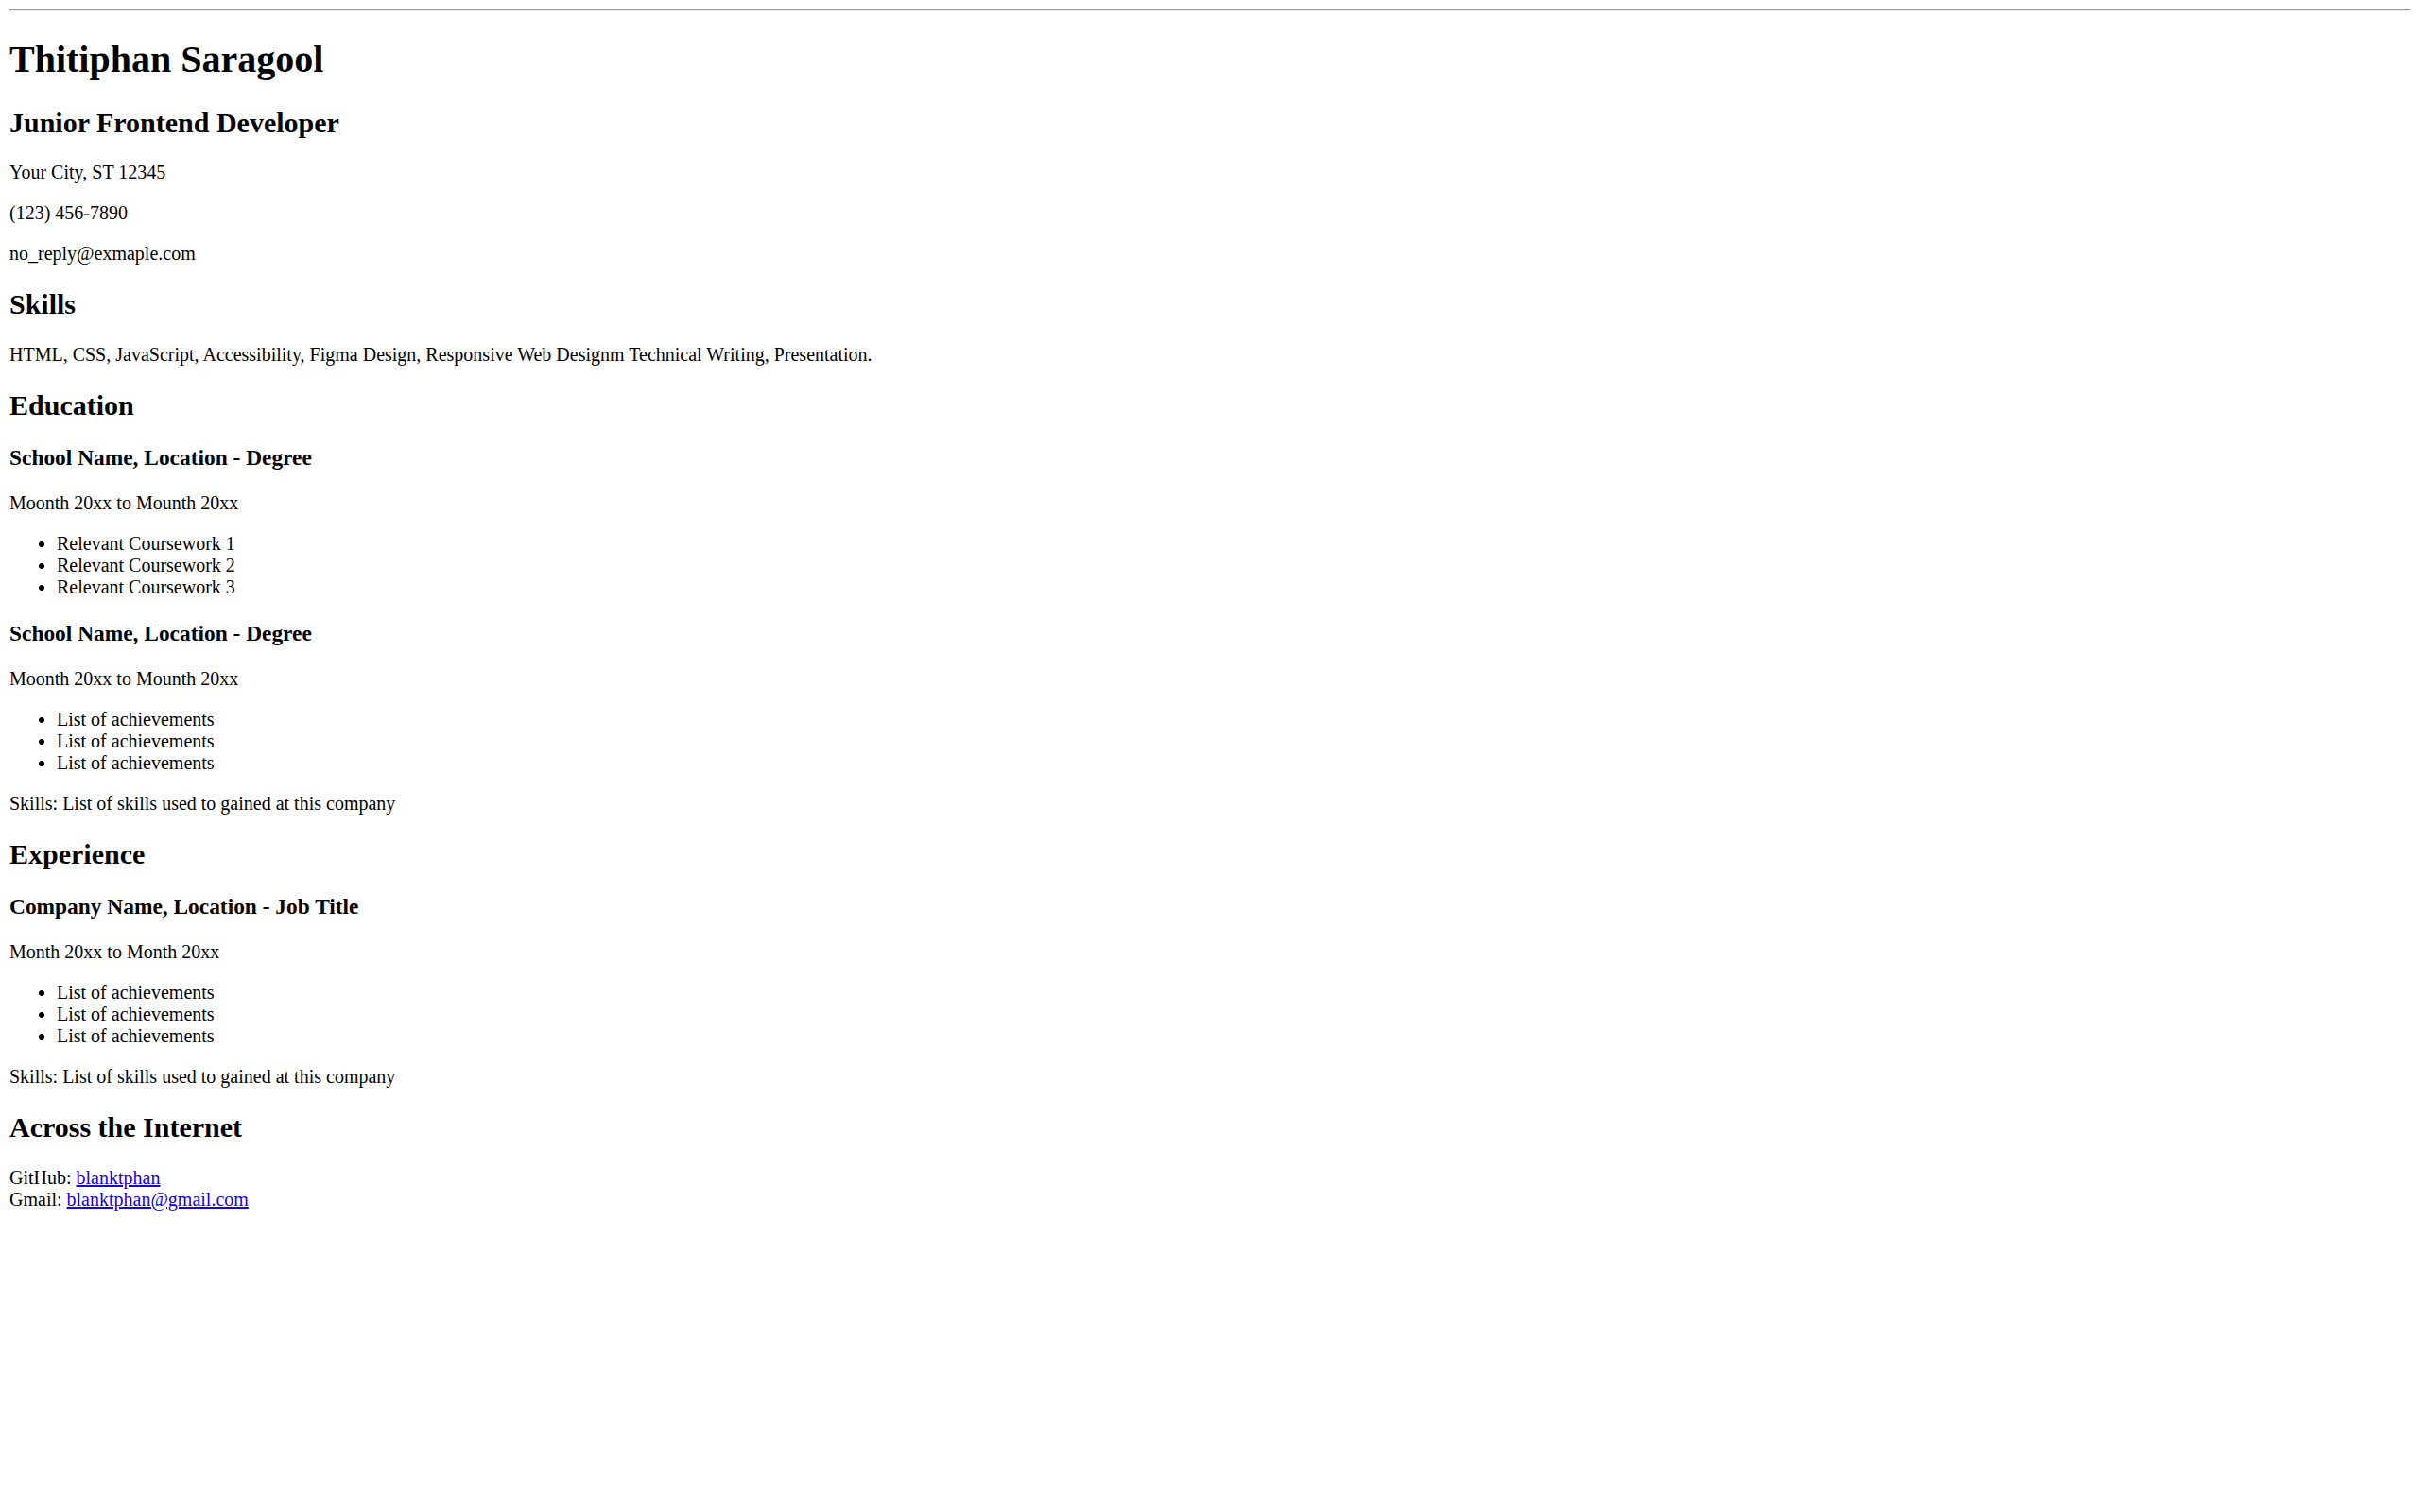 Thitiphan Saragool
Junior Frontend Developer
Your City, ST 12345
(123) 456-7890
no_reply@exmaple.com
Skills
HTML, CSS, JavaScript, Accessibility, Figma Design, Responsive Web Designm Technical Writing, Presentation.
Education
School Name, Location - Degree
Moonth 20xx to Mounth 20xx
• Relevant Coursework 1
• Relevant Coursework 2
• Relevant Coursework 3
School Name, Location - Degree
Moonth 20xx to Mounth 20xx
• List of achievements
• List of achievements
• List of achievements
Skills: List of skills used to gained at this company
Experience
Company Name, Location - Job Title
Month 20xx to Month 20xx
• List of achievements
• List of achievements
• List of achievements
Skills: List of skills used to gained at this company
Across the Internet
GitHub: blanktphan
Gmail: blanktphan@gmail.com